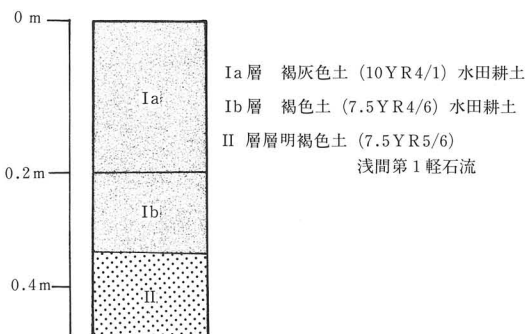 0 m
Ia層 褐灰色土 (10YR4/1) 水田耕土
Ia
Ib層 褐色土 (7.5YR4/6) 水田耕土
II 層層明褐色土 (7.5YR5/6)
浅間第1軽石流
0.2m
Ib
0.4m
II